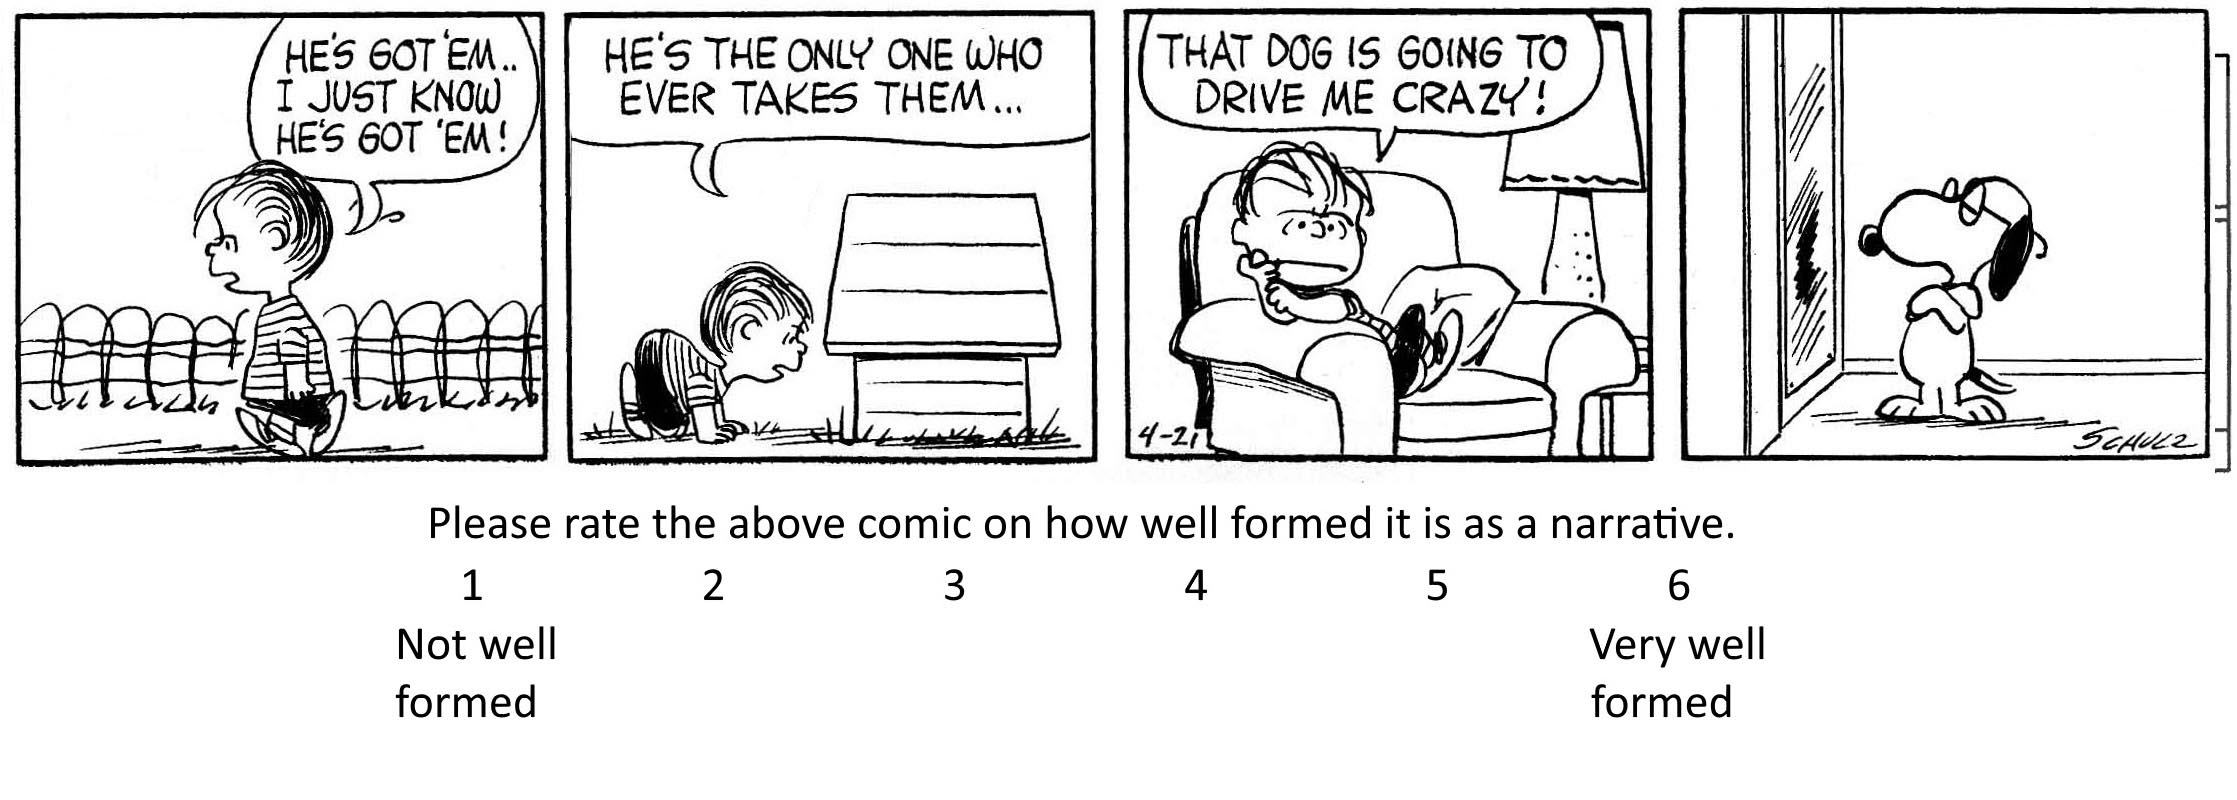 HE'S GOT 'EM..
I JUST KNOW
HE'S GOT 'EM!
HE'S THE ONLY ONE WHO
EVER TAKES THEM...
THAT DOG IS GOING TO
DRIVE ME CRAZY!
4-21
SCHULZ
Please rate the above comic on how well formed it is as a narrative.
1 2 3 4 5 6
Not well
formed
Very well
formed